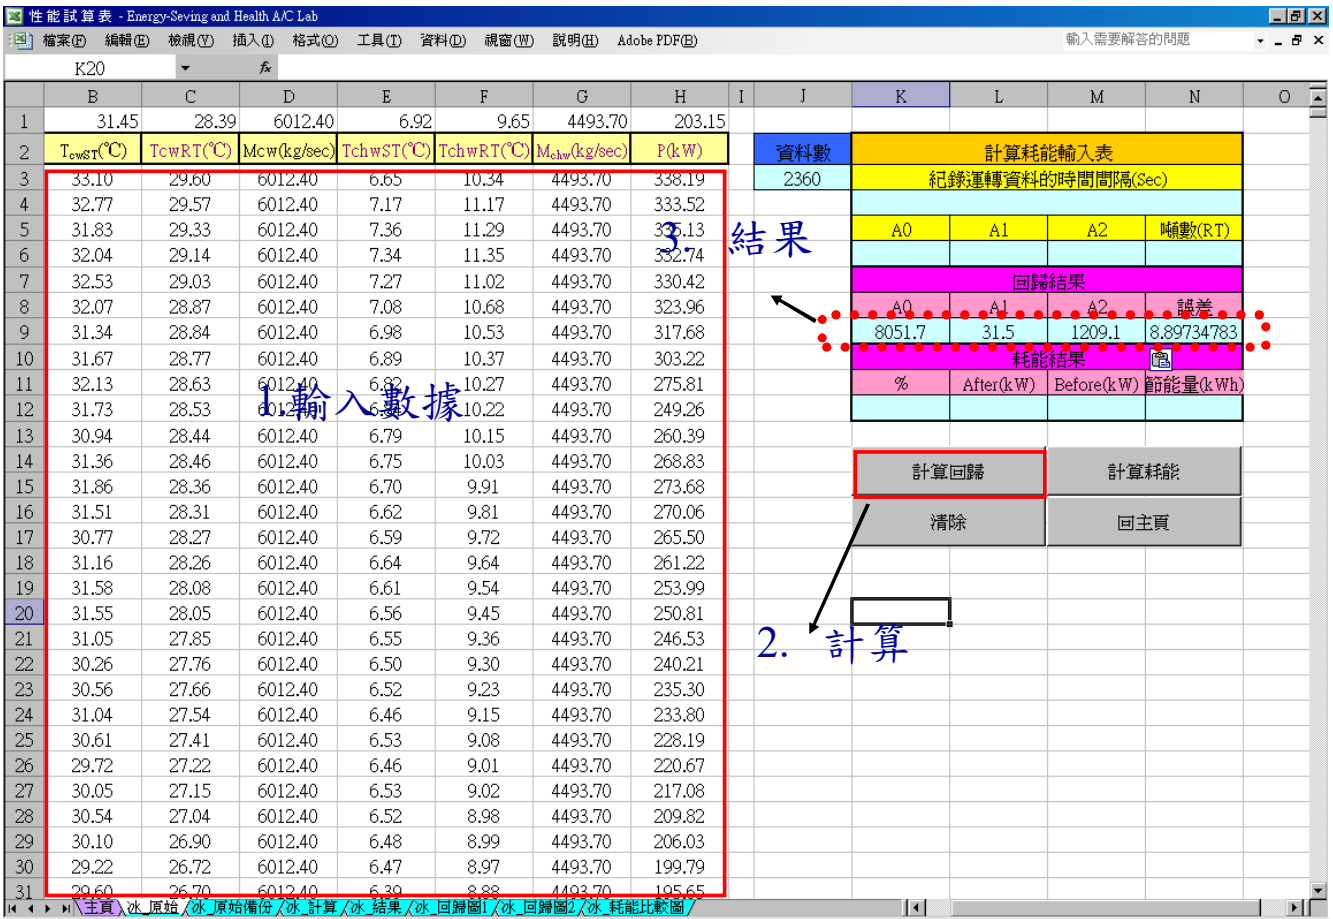 性能試算表 - Energy-Seving and Health A/C Lab
檔案(F) 編輯(E) 檢視(V) 插入(I) 格式(O) 工具(T) 資料(D) 視窗(W) 說明(H) Adobe PDF(B) 輸入需要解答的問題
K20 fx
B C D E F G H I J K L M N O
1 31.45 28.39 6012.40 6.92 9.65 4493.70 203.15
2 TcwST(℃) TcwRT(℃) Mcw(kg/sec) TchwST(℃) TchwRT(℃) Mchw(kg/sec) P(kW) 資料數 計算耗能輸入表
3 33.10 29.60 6012.40 6.65 10.34 4493.70 338.19 2360 紀錄運轉資料的時間間隔(Sec)
4 32.77 29.57 6012.40 7.17 11.17 4493.70 333.52
5 31.83 29.33 6012.40 7.36 11.29 4493.70 335.13 A0 A1 A2 噸數(RT)
3. 結果
6 32.04 29.14 6012.40 7.34 11.35 4493.70 332.74
7 32.53 29.03 6012.40 7.27 11.02 4493.70 330.42 回歸結果
8 32.07 28.87 6012.40 7.08 10.68 4493.70 323.96 A0 A1 A2 誤差
9 31.34 28.84 6012.40 6.98 10.53 4493.70 317.68 8051.7 31.5 1209.1 8.89734783
10 31.67 28.77 6012.40 6.89 10.37 4493.70 303.22 耗能結果
11 32.13 28.63 6012.40 6.82 10.27 4493.70 275.81 % After(kW) Before(kW) 節能量(kWh)
1.輸入數據
12 31.73 28.53 6012.40 10.22 4493.70 249.26
13 30.94 28.44 6012.40 6.79 10.15 4493.70 260.39
14 31.36 28.46 6012.40 6.75 10.03 4493.70 268.83
計算回歸 計算耗能
15 31.86 28.36 6012.40 6.70 9.91 4493.70 273.68
16 31.51 28.31 6012.40 6.62 9.81 4493.70 270.06
清除 回主頁
17 30.77 28.27 6012.40 6.59 9.72 4493.70 265.50
18 31.16 28.26 6012.40 6.64 9.64 4493.70 261.22
19 31.58 28.08 6012.40 6.61 9.54 4493.70 253.99
20 31.55 28.05 6012.40 6.56 9.45 4493.70 250.81
21 31.05 27.85 6012.40 6.55 9.36 4493.70 246.53
2. 計算
22 30.26 27.76 6012.40 6.50 9.30 4493.70 240.21
23 30.56 27.66 6012.40 6.52 9.23 4493.70 235.30
24 31.04 27.54 6012.40 6.46 9.15 4493.70 233.80
25 30.61 27.41 6012.40 6.53 9.08 4493.70 228.19
26 29.72 27.22 6012.40 6.46 9.01 4493.70 220.67
27 30.05 27.15 6012.40 6.53 9.02 4493.70 217.08
28 30.54 27.04 6012.40 6.52 8.98 4493.70 209.82
29 30.10 26.90 6012.40 6.48 8.99 4493.70 206.03
30 29.22 26.72 6012.40 6.47 8.97 4493.70 199.79
31 29.60 26.70 6012.40 6.39 8.88 4493.70 195.65
主頁 冰_原始 冰_原始備份 冰_計算 冰_結果 冰_回歸圖1 冰_回歸圖2 冰_耗能比較圖